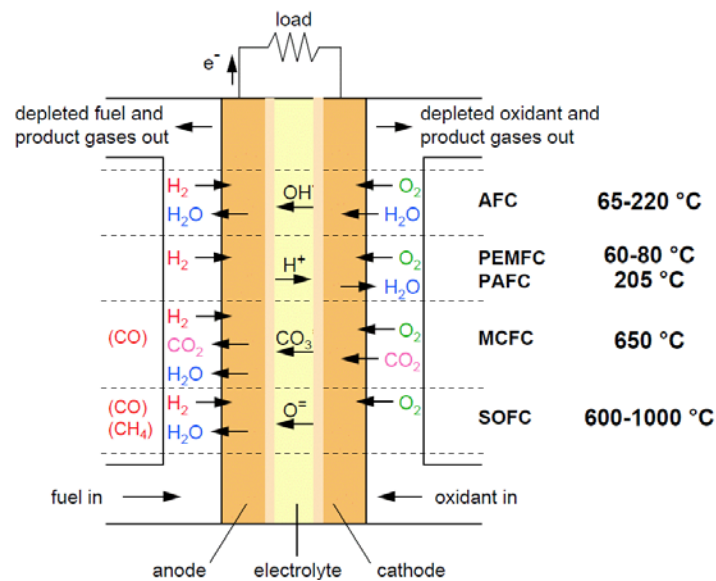 load
e⁻
depleted fuel and
product gases out
depleted oxidant and
product gases out
H₂
H₂O
OH⁻
O₂
H₂O
AFC
65-220 °C
H₂
H⁺
O₂
H₂O
PEMFC
PAFC
60-80 °C
205 °C
(CO)
H₂
CO₂
H₂O
CO₃
O₂
CO₂
MCFC
650 °C
(CO)
(CH₄)
H₂
H₂O
O⁼
O₂
SOFC
600-1000 °C
fuel in
oxidant in
anode
electrolyte
cathode